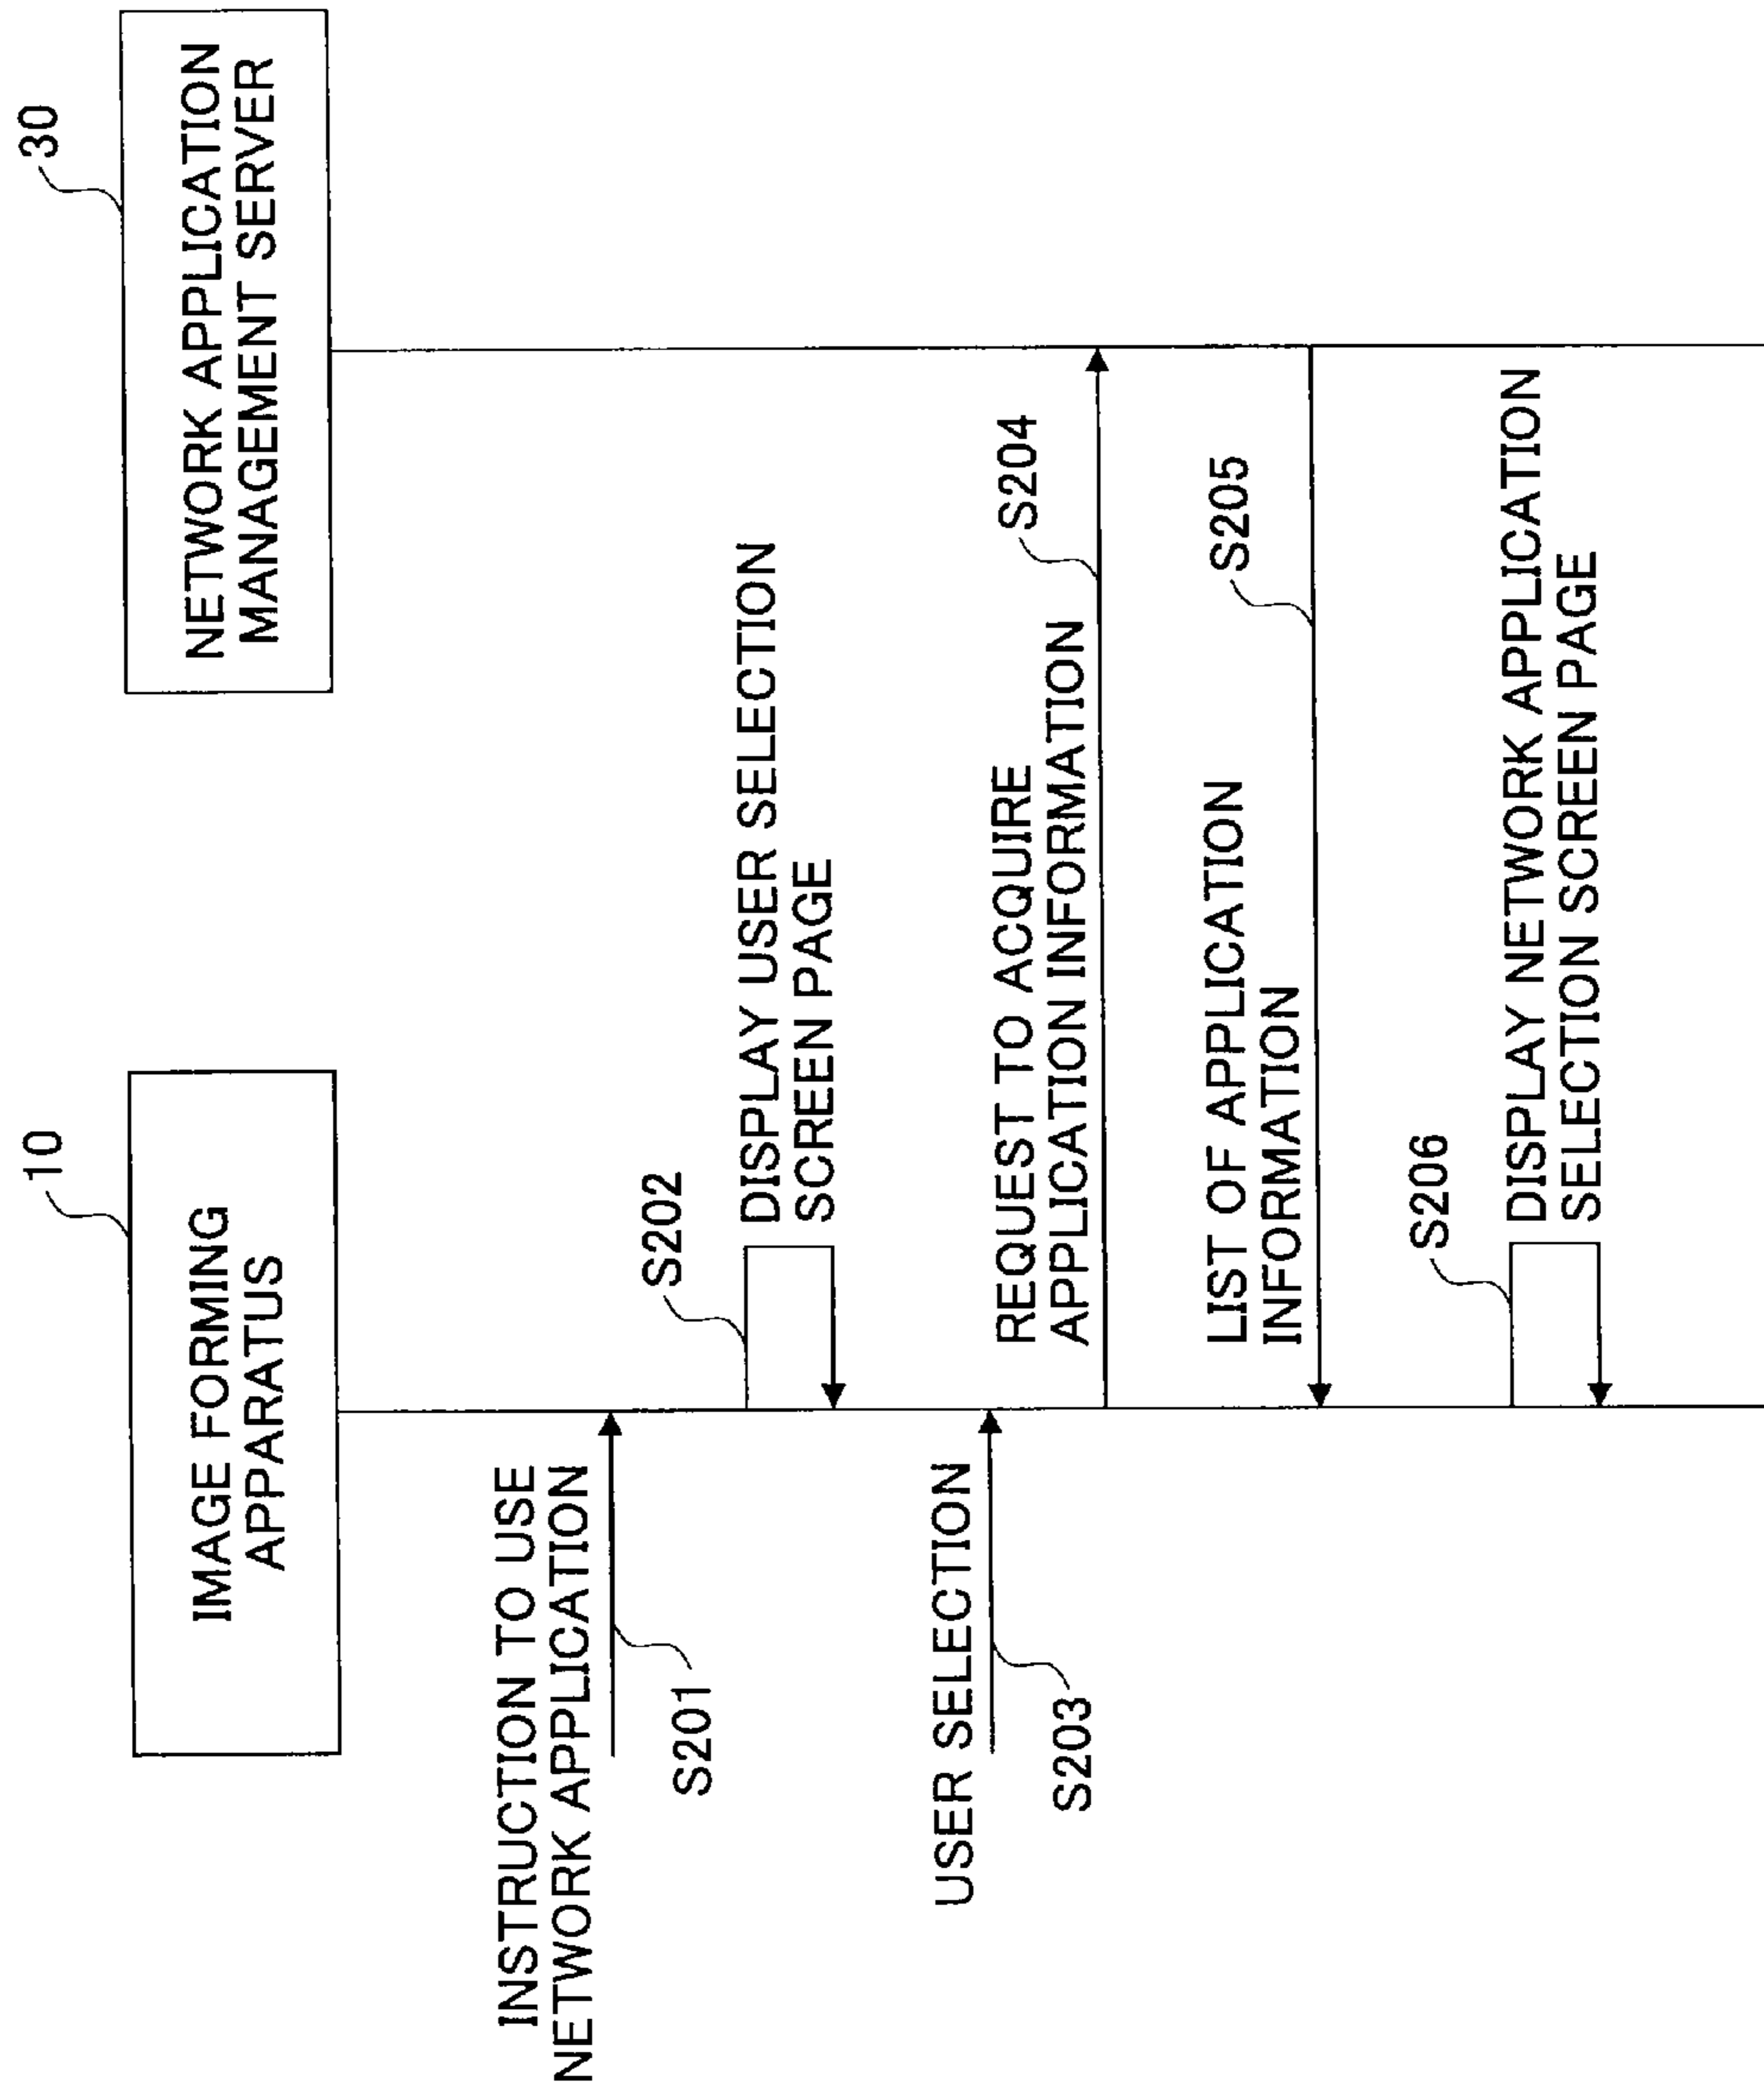 10
IMAGE FORMING
APPARATUS
30
NETWORK APPLICATION
MANAGEMENT SERVER
INSTRUCTION TO USE
NETWORK APPLICATION
S201
S202
DISPLAY USER SELECTION
SCREEN PAGE
USER SELECTION
S203
REQUEST TO ACQUIRE
APPLICATION INFORMATION
S204
LIST OF APPLICATION
INFORMATION
S205
S206
DISPLAY NETWORK APPLICATION
SELECTION SCREEN PAGE